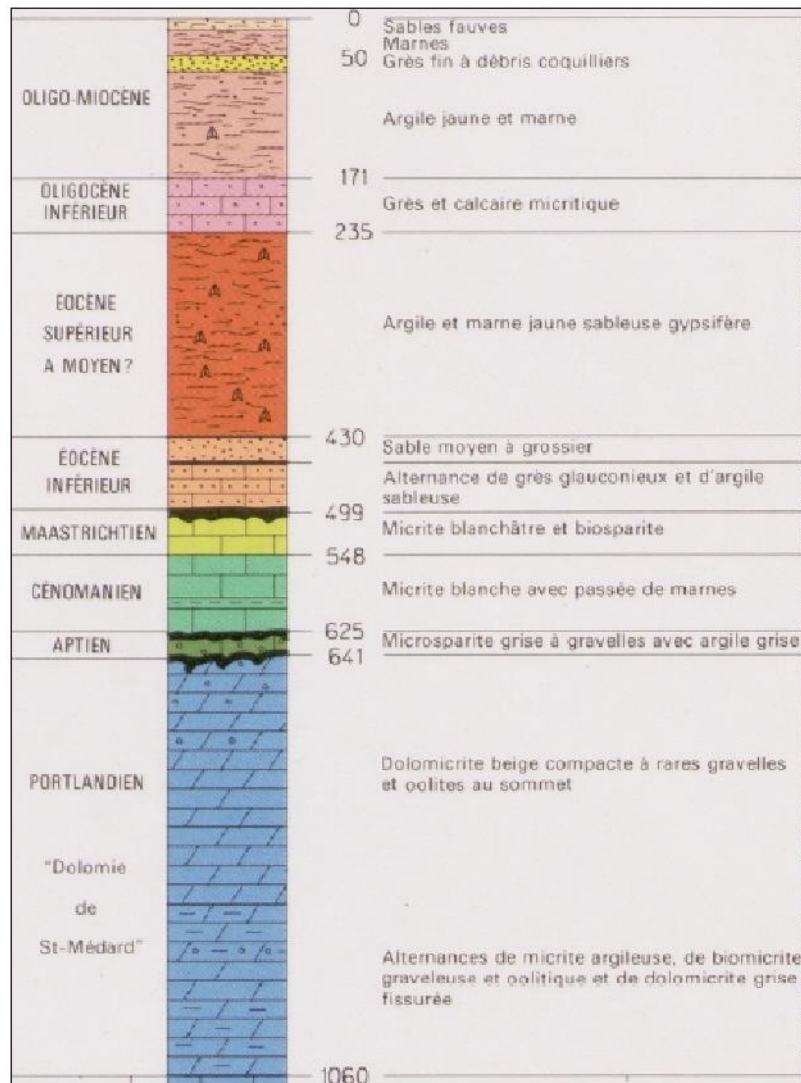 0
Sables fauves
Marnes
50
Grès fin à débris coquilliers
OLIGO-MIOCÈNE
Argile jaune et marne
171
OLIGOCÈNE
INFÉRIEUR
Grès et calcaire micritique
235
ÉOCÈNE
SUPÉRIEUR
A MOYEN?
Argile et marne jaune sableuse gypsifère
430
Sable moyen à grossier
ÉOCÈNE
INFÉRIEUR
Alternance de grès glauconieux et d'argile
sableuse
499
MAASTRICHTIEN
Micrite blanchâtre et biosparite
548
CÉNOMANIEN
Micrite blanche avec passée de marnes
625
APTIEN
Microsparite grise à gravelles avec argile grise
641
PORTLANDIEN
Dolomicrite beige compacte à rares gravelles
et oolites au sommet
"Dolomie
de
St-Médard"
Alternances de micrite argileuse, de biomicrite
graveleuse et oolitique et de dolomicrite grise
fissurée
1060